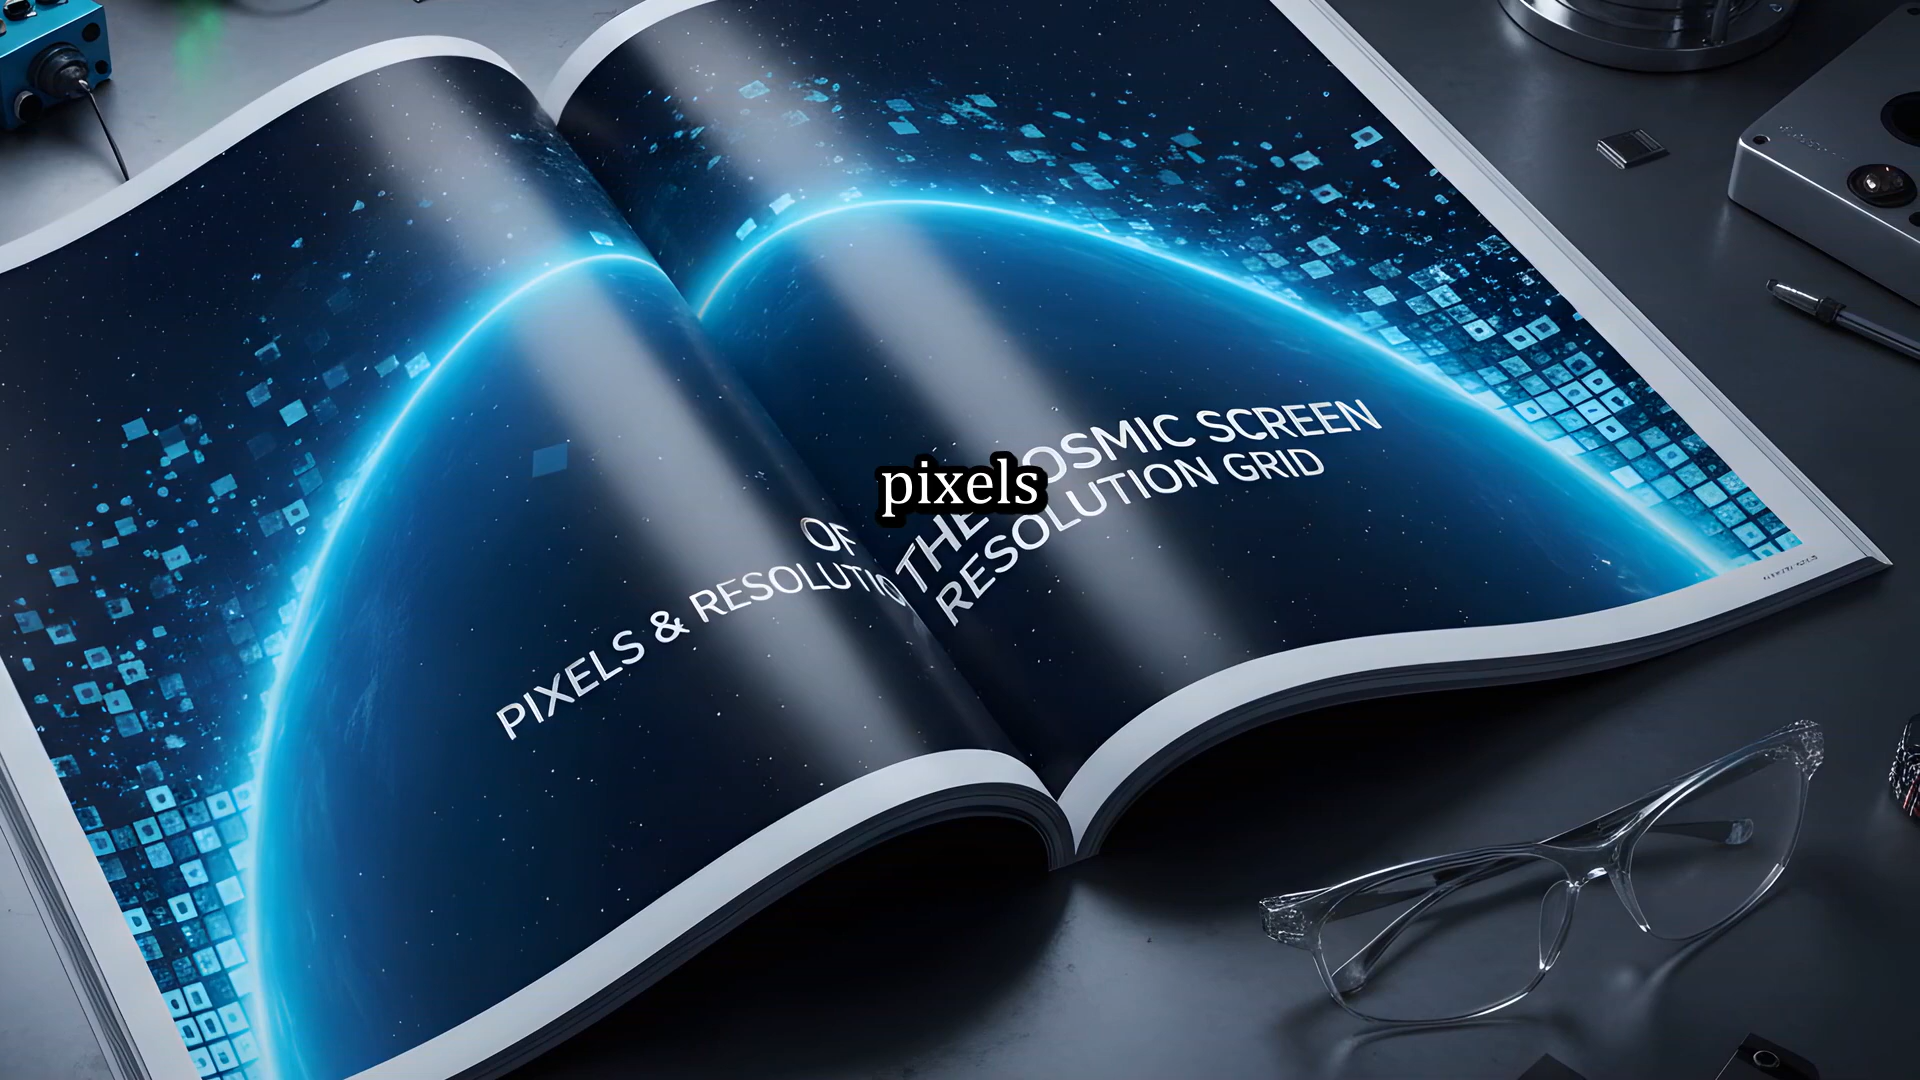 OF
PIXELS & RESOLUTIO
THE OSMIC SCREEN
RESOLUTION GRID
pixels